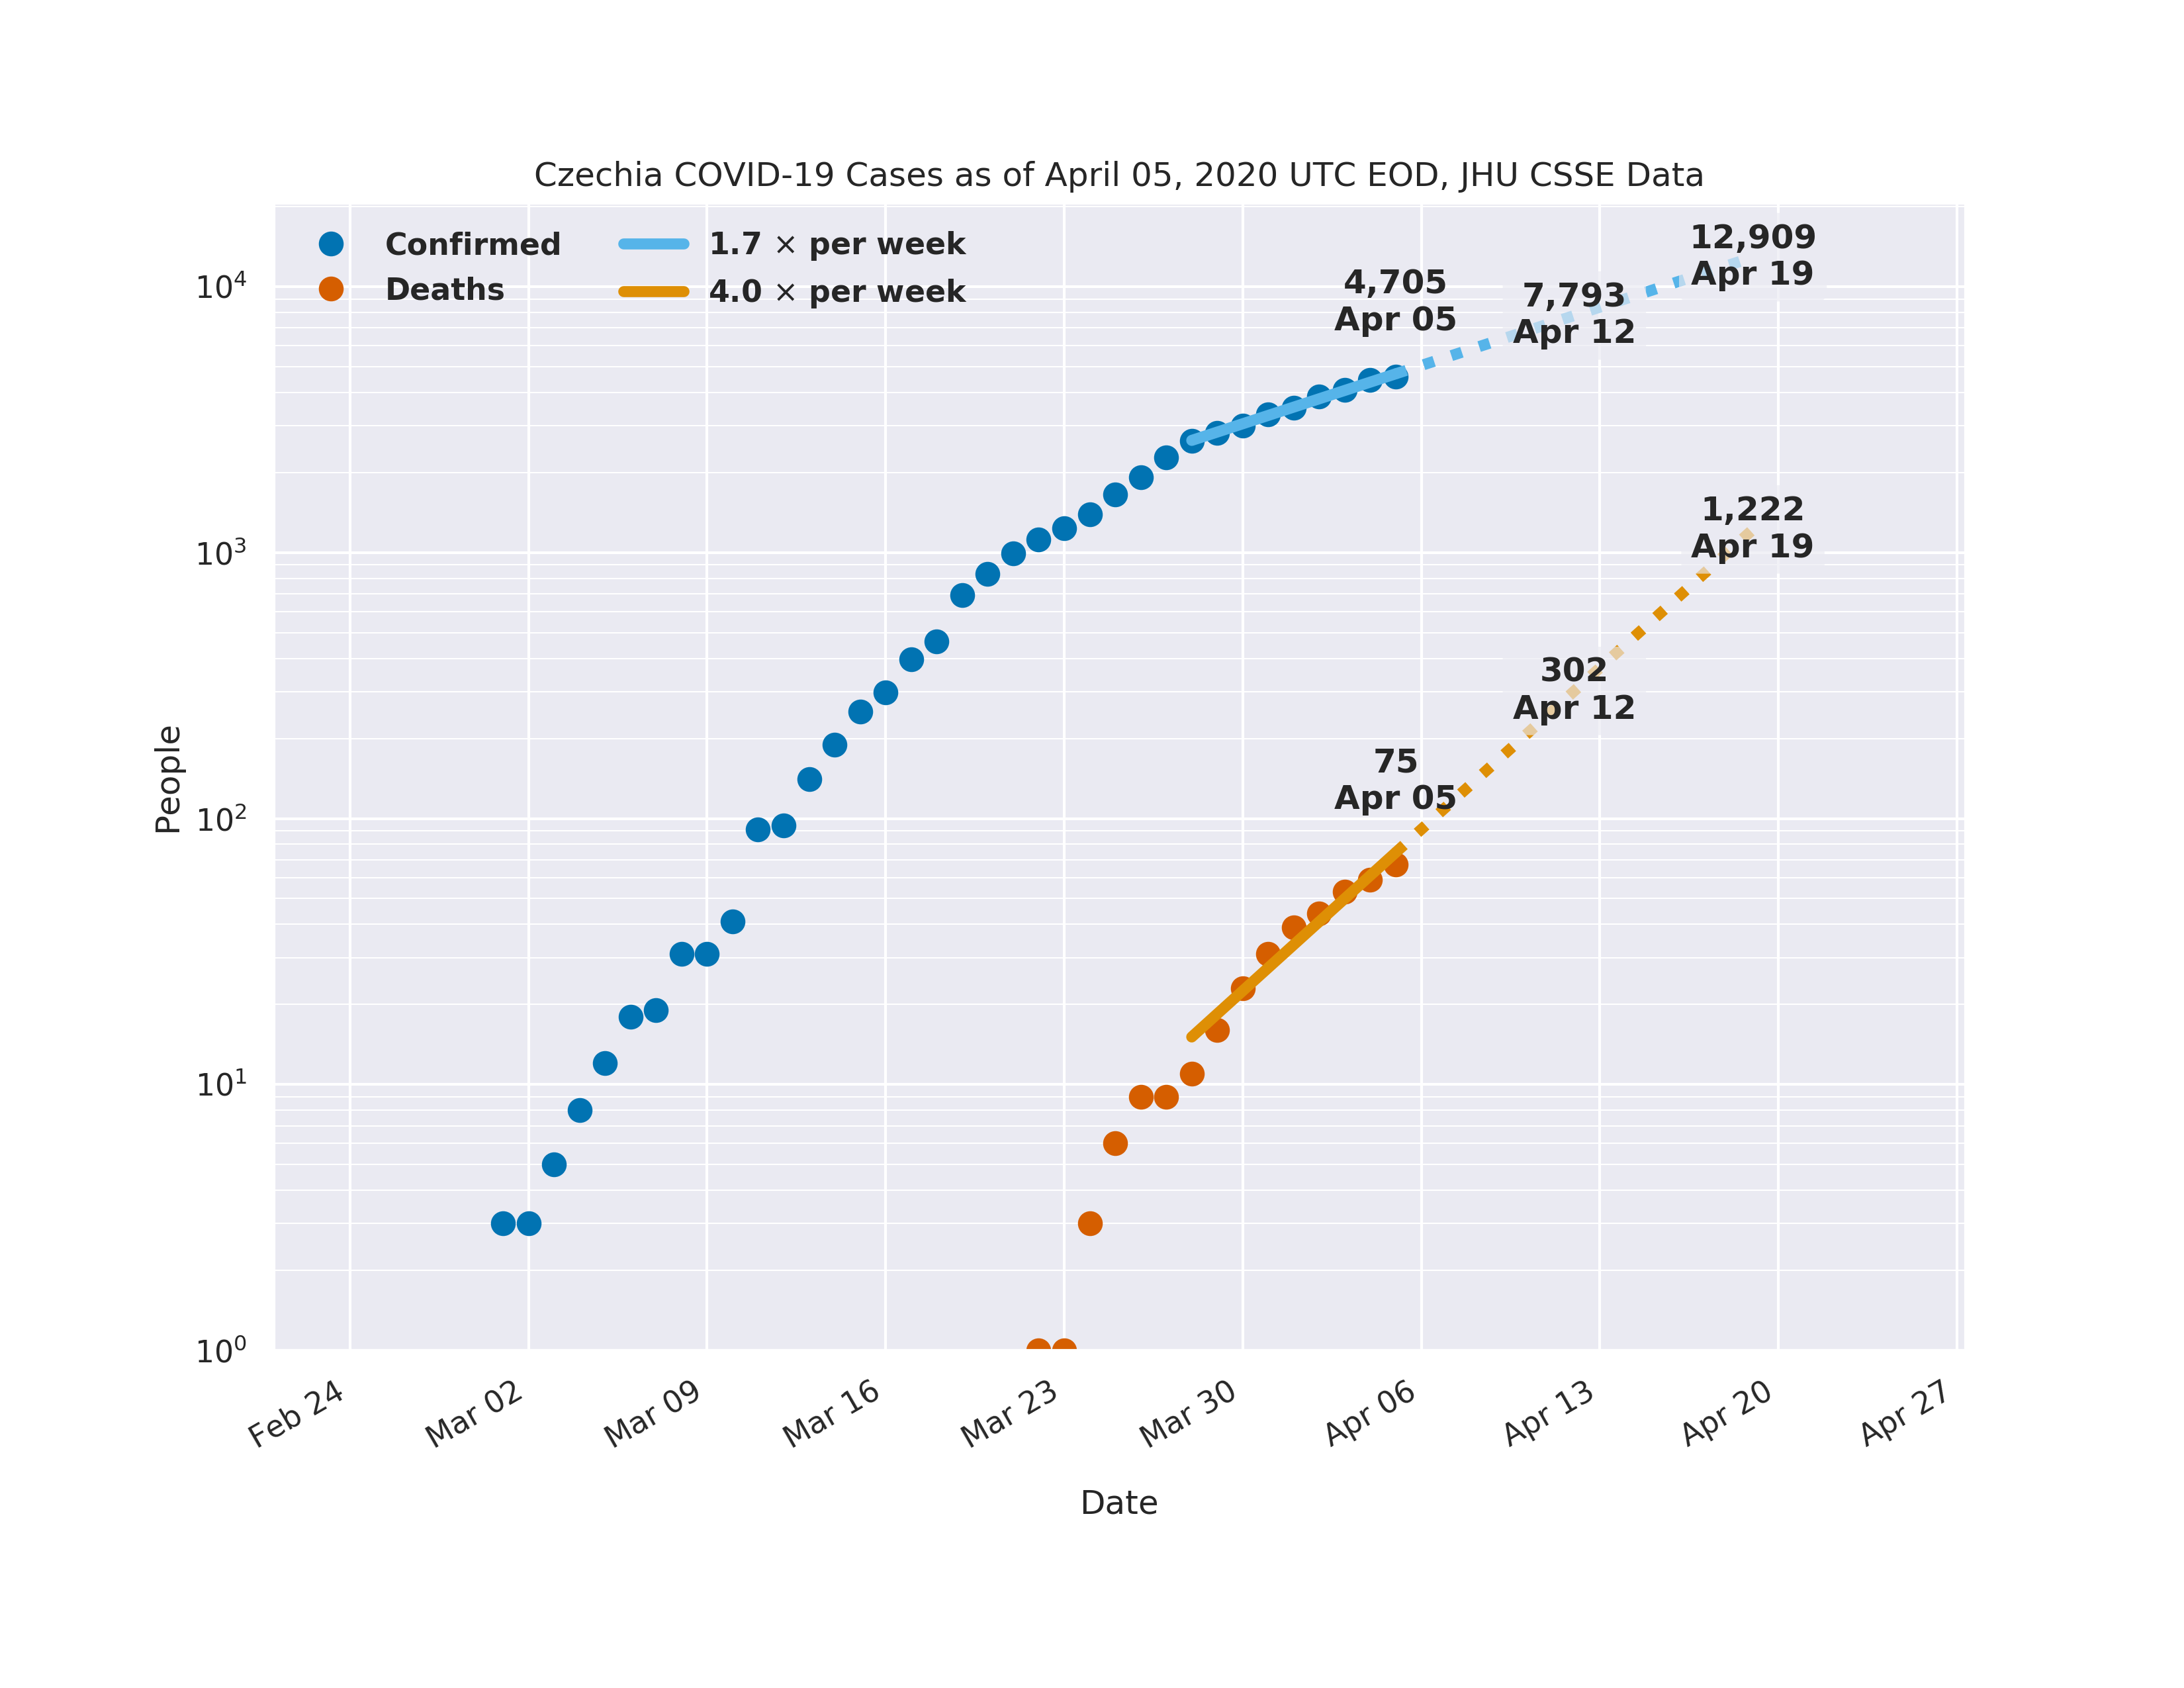 Czechia COVID-19 Cases as of April 05, 2020 UTC EOD, JHU CSSE Data
Confirmed
Deaths
1.7 × per week
4.0 × per week
12,909
Apr 19
4,705
Apr 05
7,793
Apr 12
1,222
Apr 19
302
Apr 12
75
Apr 05
People
10⁴
10³
10²
10¹
10⁰
Feb 24
Mar 02
Mar 09
Mar 16
Mar 23
Mar 30
Apr 06
Apr 13
Apr 20
Apr 27
Date